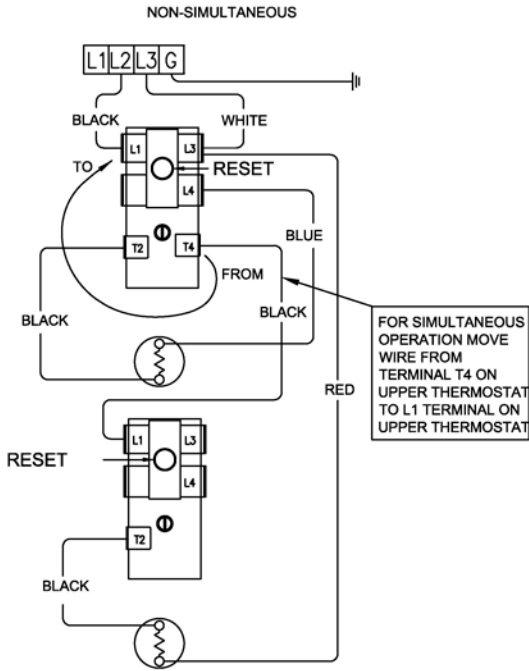 NON-SIMULTANEOUS
L1 L2 L3 G
BLACK
WHITE
TO
L1
L3
RESET
L4
BLUE
T2
T4
FROM
BLACK
BLACK
FOR SIMULTANEOUS
OPERATION MOVE
WIRE FROM
TERMINAL T4 ON
UPPER THERMOSTAT
TO L1 TERMINAL ON
UPPER THERMOSTAT
RED
L1
L3
RESET
L4
T2
BLACK